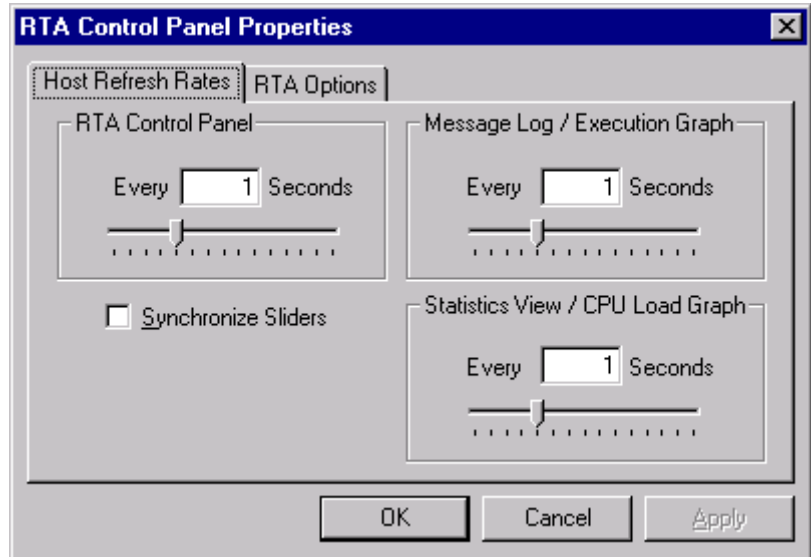 RTA Control Panel Properties
Host Refresh Rates
RTA Options
RTA Control Panel
Every 1 Seconds
Message Log / Execution Graph
Every 1 Seconds
Synchronize Sliders
Statistics View / CPU Load Graph
Every 1 Seconds
OK
Cancel
Apply